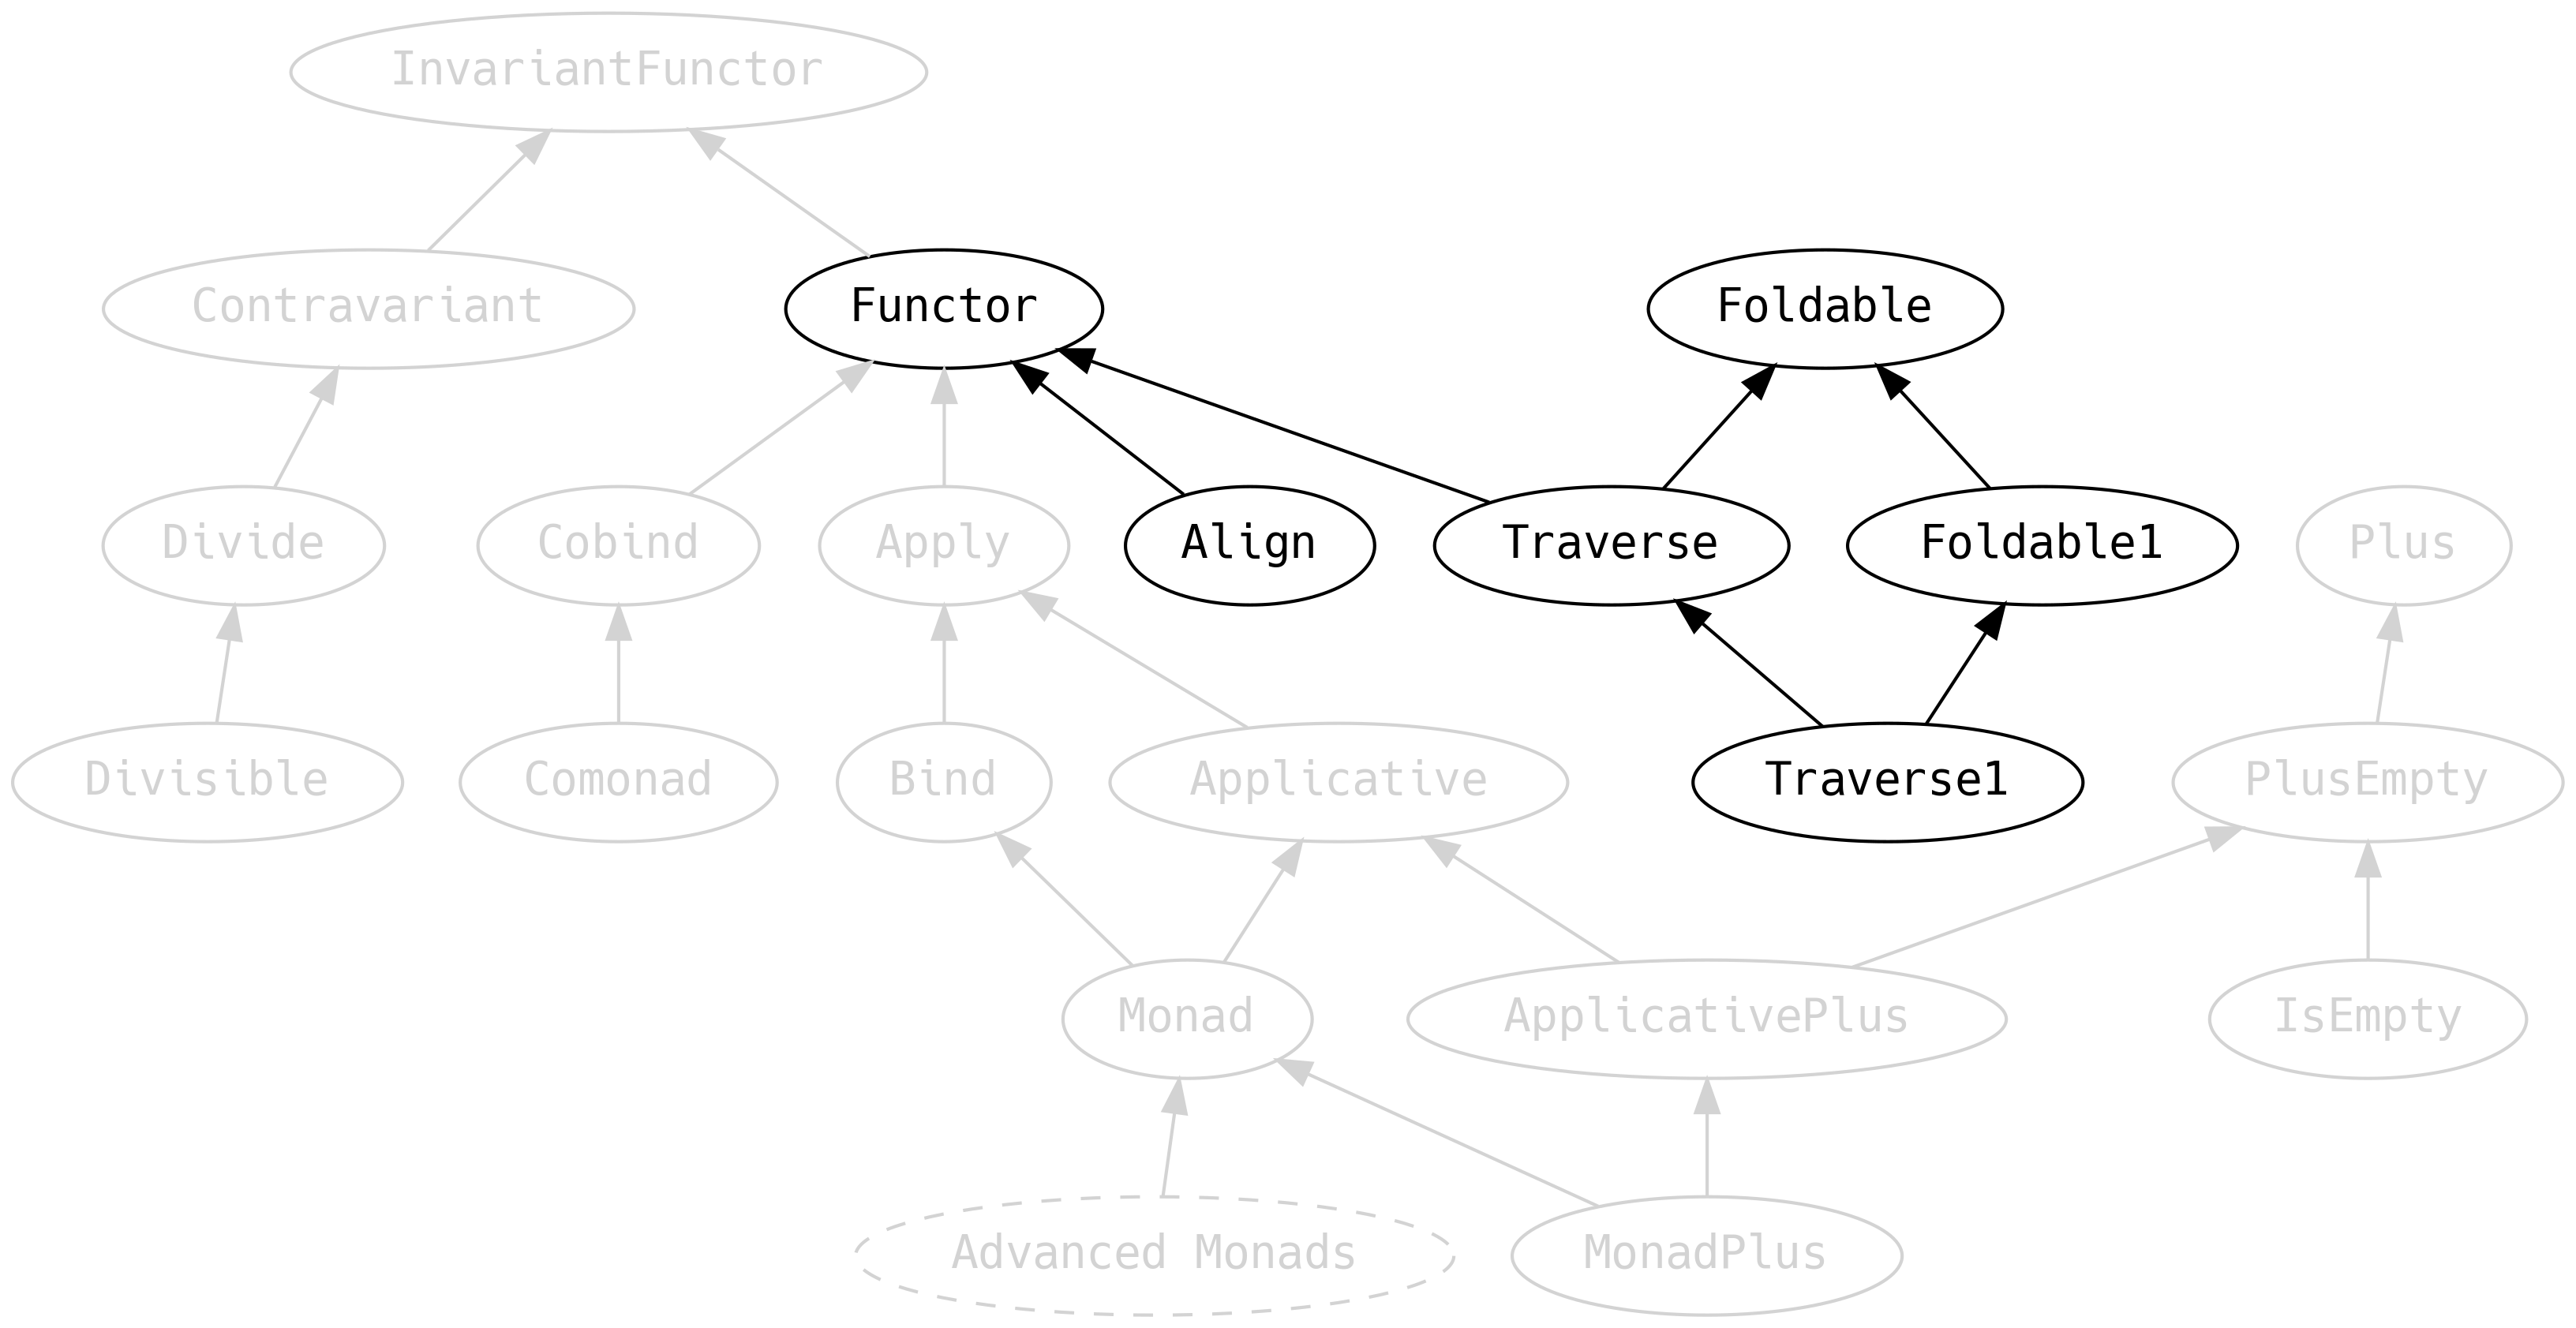 InvariantFunctor
Contravariant
Functor
Foldable
Divide
Cobind
Apply
Align
Traverse
Foldable1
Plus
Divisible
Comonad
Bind
Applicative
Traverse1
PlusEmpty
Monad
ApplicativePlus
IsEmpty
Advanced Monads
MonadPlus